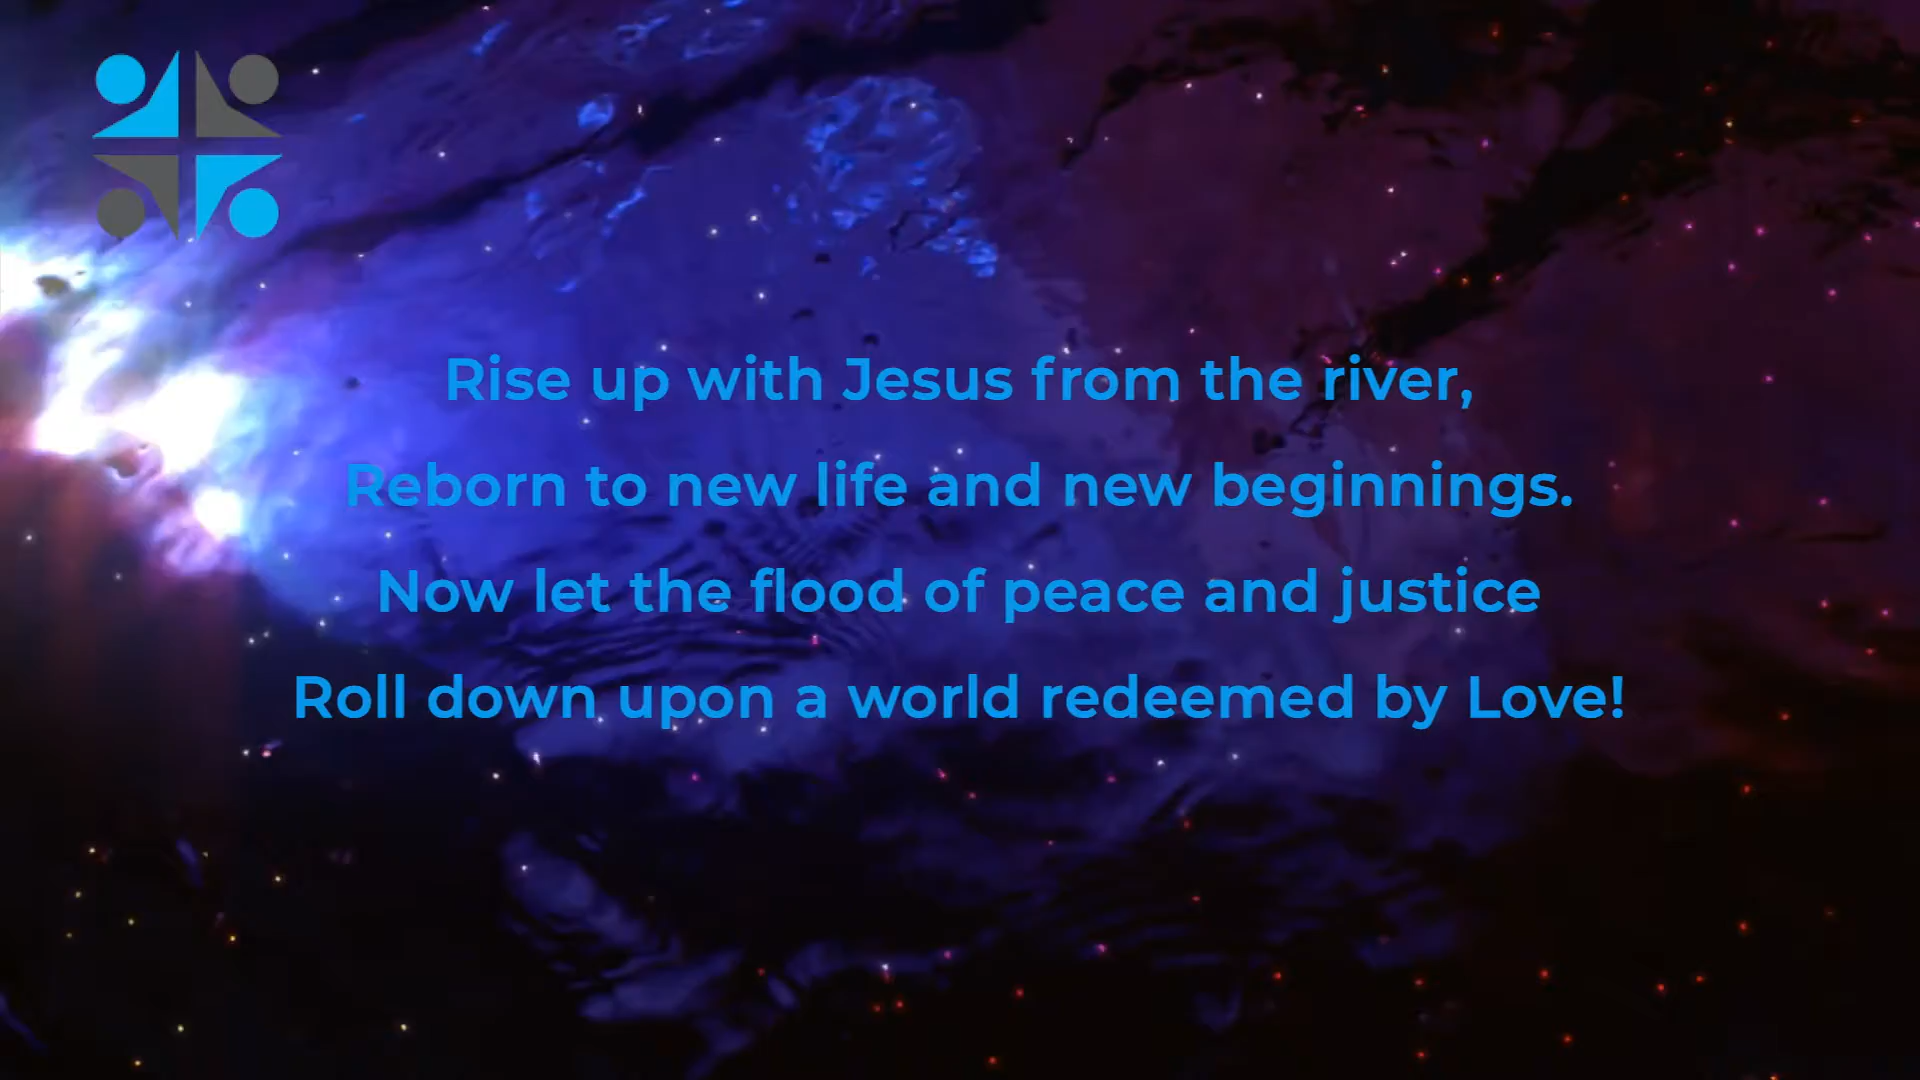 Rise up with Jesus from the river,
Reborn to new life and new beginnings.
Now let the flood of peace and justice
Roll down upon a world redeemed by Love!